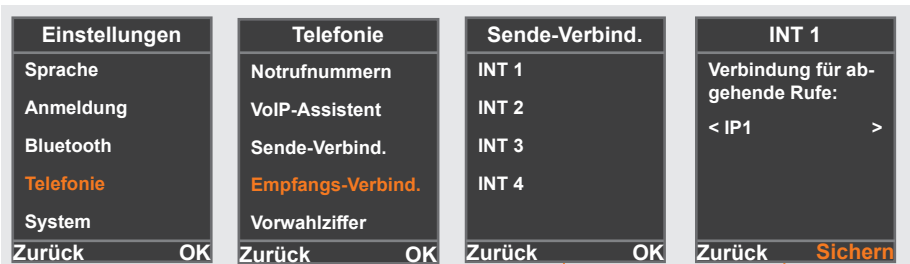 Einstellungen
Sprache
Anmeldung
Bluetooth
Telefonie
System
Zurück OK
Telefonie
Notrufnummern
VoIP-Assistent
Sende-Verbind.
Empfangs-Verbind.
Vorwahlziffer
Zurück OK
Sende-Verbind.
INT 1
INT 2
INT 3
INT 4
Zurück OK
INT 1
Verbindung für ab-
gehende Rufe:
< IP1 >
Zurück Sichern